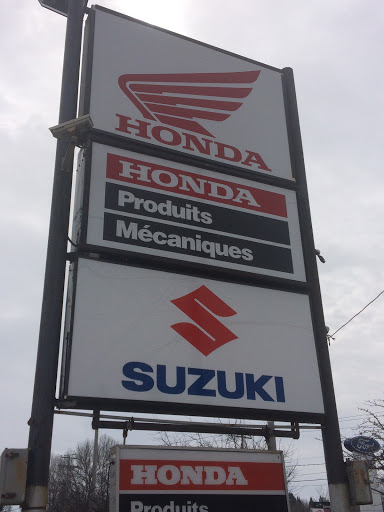 HONDA
HONDA
Produits
Mécaniques
SUZUKI
HONDA
Produits